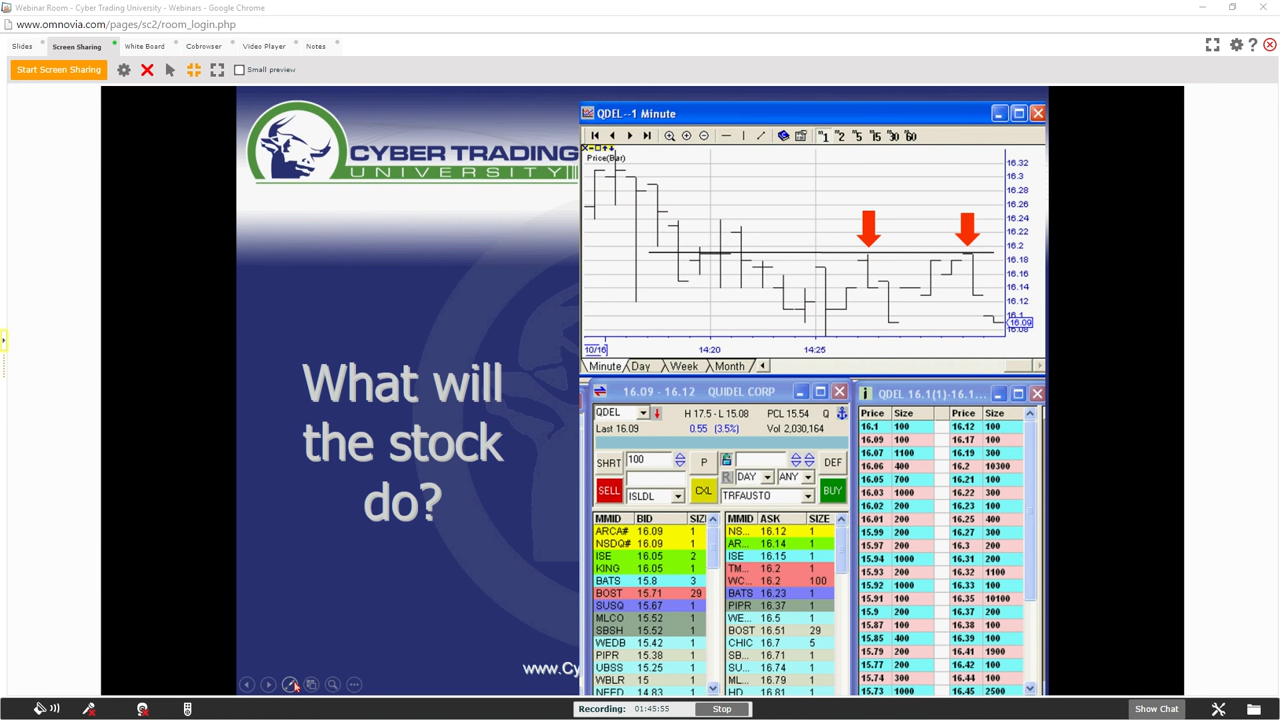 Webinar Room - Cyber Trading University - Webinars - Google Chrome
www.omnovia.com/pages/sc2/room_login.php
Slides Screen Sharing White Board Cobrowser Video Player Notes
Start Screen Sharing Small preview
CYBER TRADING
UNIVERSITY
What will
the stock
do?
www.Cy
QDEL--1 Minute
1 2 5 15 30 60
Price(Bar)
16.32
16.3
16.28
16.26
16.24
16.22
16.2
16.18
16.16
16.14
16.12
16.1
16.09
16.08
10/16 14:20 14:25
Minute Day Week Month
16.09 - 16.12 QUIDEL CORP
QDEL H 17.5 - L 15.08 PCL 15.54 Q
Last 16.09 0.55 (3.5%) Vol 2,030,164
SHRT 100 P DEF
R DAY ANY
SELL ISLDL CXL TRFAUSTO BUY
MMID BID SIZ MMID ASK SIZE
ARCA# 16.09 1 NS... 16.12 1
NSDQ# 16.09 1 AR... 16.14 1
ISE 16.05 2 ISE 16.15 1
KING 16.05 1 TM... 16.2 1
BATS 15.8 3 WC... 16.2 100
BOST 15.71 29 BATS 16.23 1
SUSQ 15.67 1 PIPR 16.37 1
MLCO 15.52 1 WE... 16.5 1
SBSH 15.52 1 BOST 16.51 29
WEDB 15.42 1 CHIC 16.7 5
PIPR 15.38 1 SB... 16.71 1
UBSS 15.25 1 SU... 16.74 1
WBLR 15 1 ML... 16.76 1
NEED 14.83 1 HD... 16.81 1
QDEL 16.1(1)-16.1...
Price Size Price Size
16.1 100 16.12 100
16.09 100 16.17 100
16.07 1100 16.19 300
16.06 400 16.2 10300
16.05 700 16.21 100
16.03 1000 16.22 300
16.02 200 16.23 100
16.01 200 16.25 400
15.99 200 16.27 300
15.97 200 16.3 200
15.94 1000 16.31 200
15.93 200 16.32 1100
15.92 1000 16.33 200
15.91 100 16.35 10100
15.9 200 16.37 200
15.87 100 16.38 100
15.85 400 16.39 100
15.79 200 16.41 1900
15.77 200 16.42 100
15.74 300 16.44 100
15.73 1000 16.45 2500
Recording: 01:45:55 Stop Show Chat